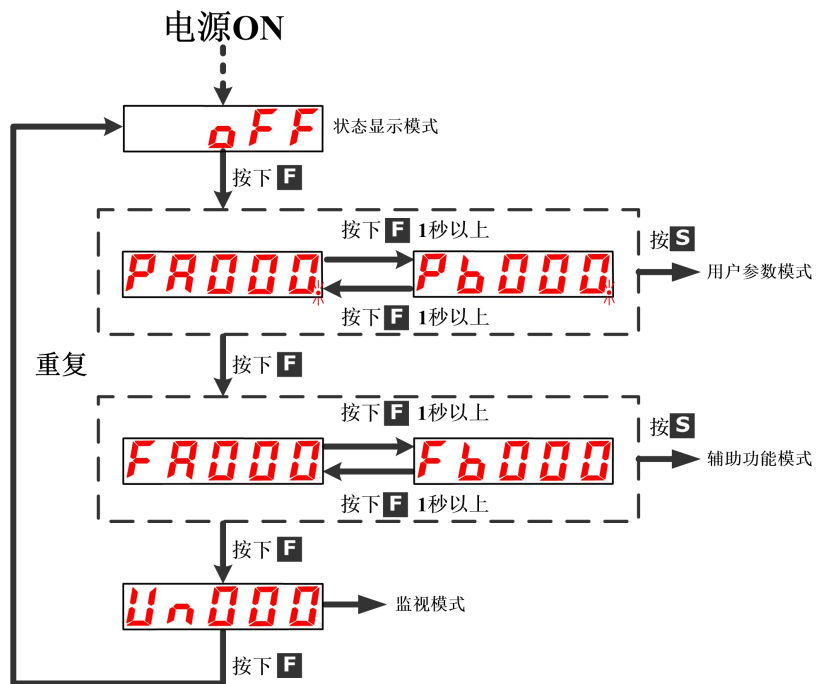 电源ON
oFF
状态显示模式
按下 F
按下 F 1秒以上
按 S
PA000.
Pb000.
用户参数模式
按下 F 1秒以上
重复
按下 F
按下 F 1秒以上
按 S
FA000
Fb000
辅助功能模式
按下 F 1秒以上
按下 F
Un000
监视模式
按下 F